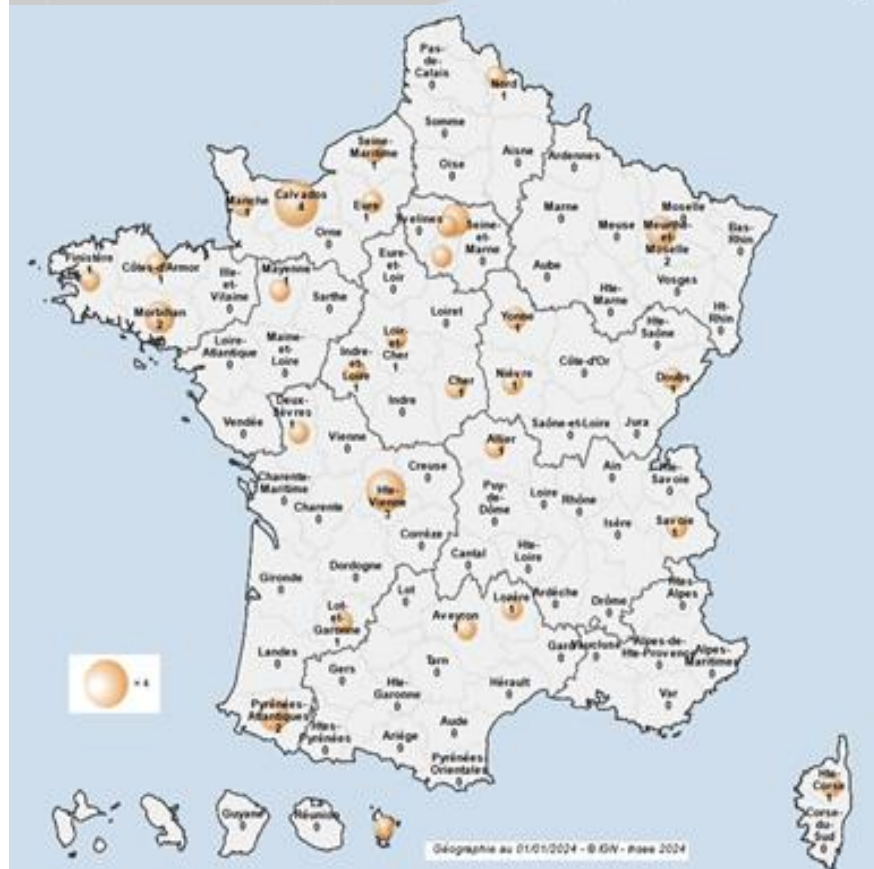 Pas-
de-
Calais
0
Nord
1
Somme
0
Seine-
Maritime
1
Oise
0
Aisne
0
Ardennes
0
Manche
1
Calvados
4
Eure
1
Orne
0
Yvelines
Seine-
et-
Marne
0
Marne
0
Meuse
0
Moselle
0
Meurthe-
et-
Moselle
2
Bas-
Rhin
0
Vosges
0
Aube
0
Hte-
Marne
0
Ht-
Rhin
0
Finistère
1
Côtes-d'Armor
1
Ille-
et-
Vilaine
0
Morbihan
2
Mayenne
1
Sarthe
0
Eure-
et-
Loir
0
Loiret
0
Loire-
Atlantique
0
Maine-
et-
Loire
0
Loir-
et-
Cher
1
Indre-
et-
Loire
1
Cher
1
Indre
0
Yonne
1
Nièvre
1
Côte-d'Or
0
Hte-
Saône
0
Doubs
1
Saône-et-Loire
0
Jura
0
Vendée
0
Deux-
Sèvres
1
Vienne
0
Charente-
Maritime
0
Charente
0
Hte-
Vienne
3
Creuse
0
Corrèze
0
Allier
1
Puy-
de-
Dôme
0
Loire
0
Rhône
0
Ain
0
Hte-
Savoie
0
Savoie
Isère
0
Cantal
0
Hte-
Loire
0
Ardèche
0
Drôme
0
Gironde
0
Dordogne
0
Lot-
et-
Garonne
1
Landes
0
Pyrénées-
Atlantiques
2
Lot
0
Aveyron
1
Lozère
1
Gard
0
Tarn
0
Gers
0
Hte-
Garonne
0
Hérault
0
Htes-
Pyrénées
0
Ariège
0
Aude
0
Pyrénées
Orientales
0
Htes-
Alpes
0
Vaucluse
0
Alpes-de-
Hte-Provence
0
Alpes-
Maritimes
0
Var
0
= 4
Guyane
0
La
Réunion
0
Hte-
Corse
1
Corse-
du-
Sud
0
Géographie au 01/01/2024 - © IGN - Insee 2024